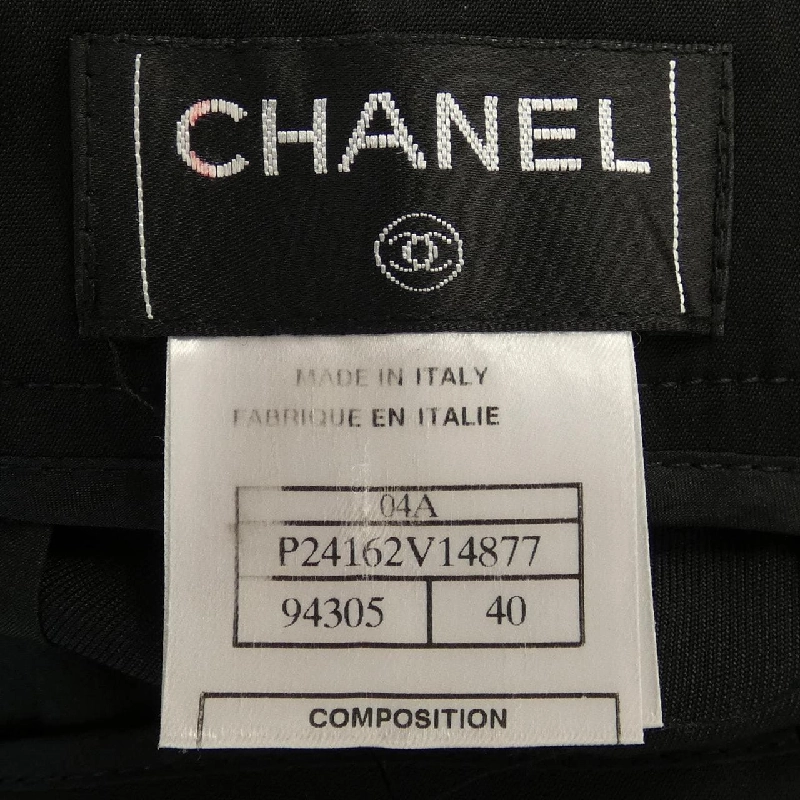 CHANEL
MADE IN ITALY
FABRIQUE EN ITALIE
04A
P24162V14877
94305 40
COMPOSITION